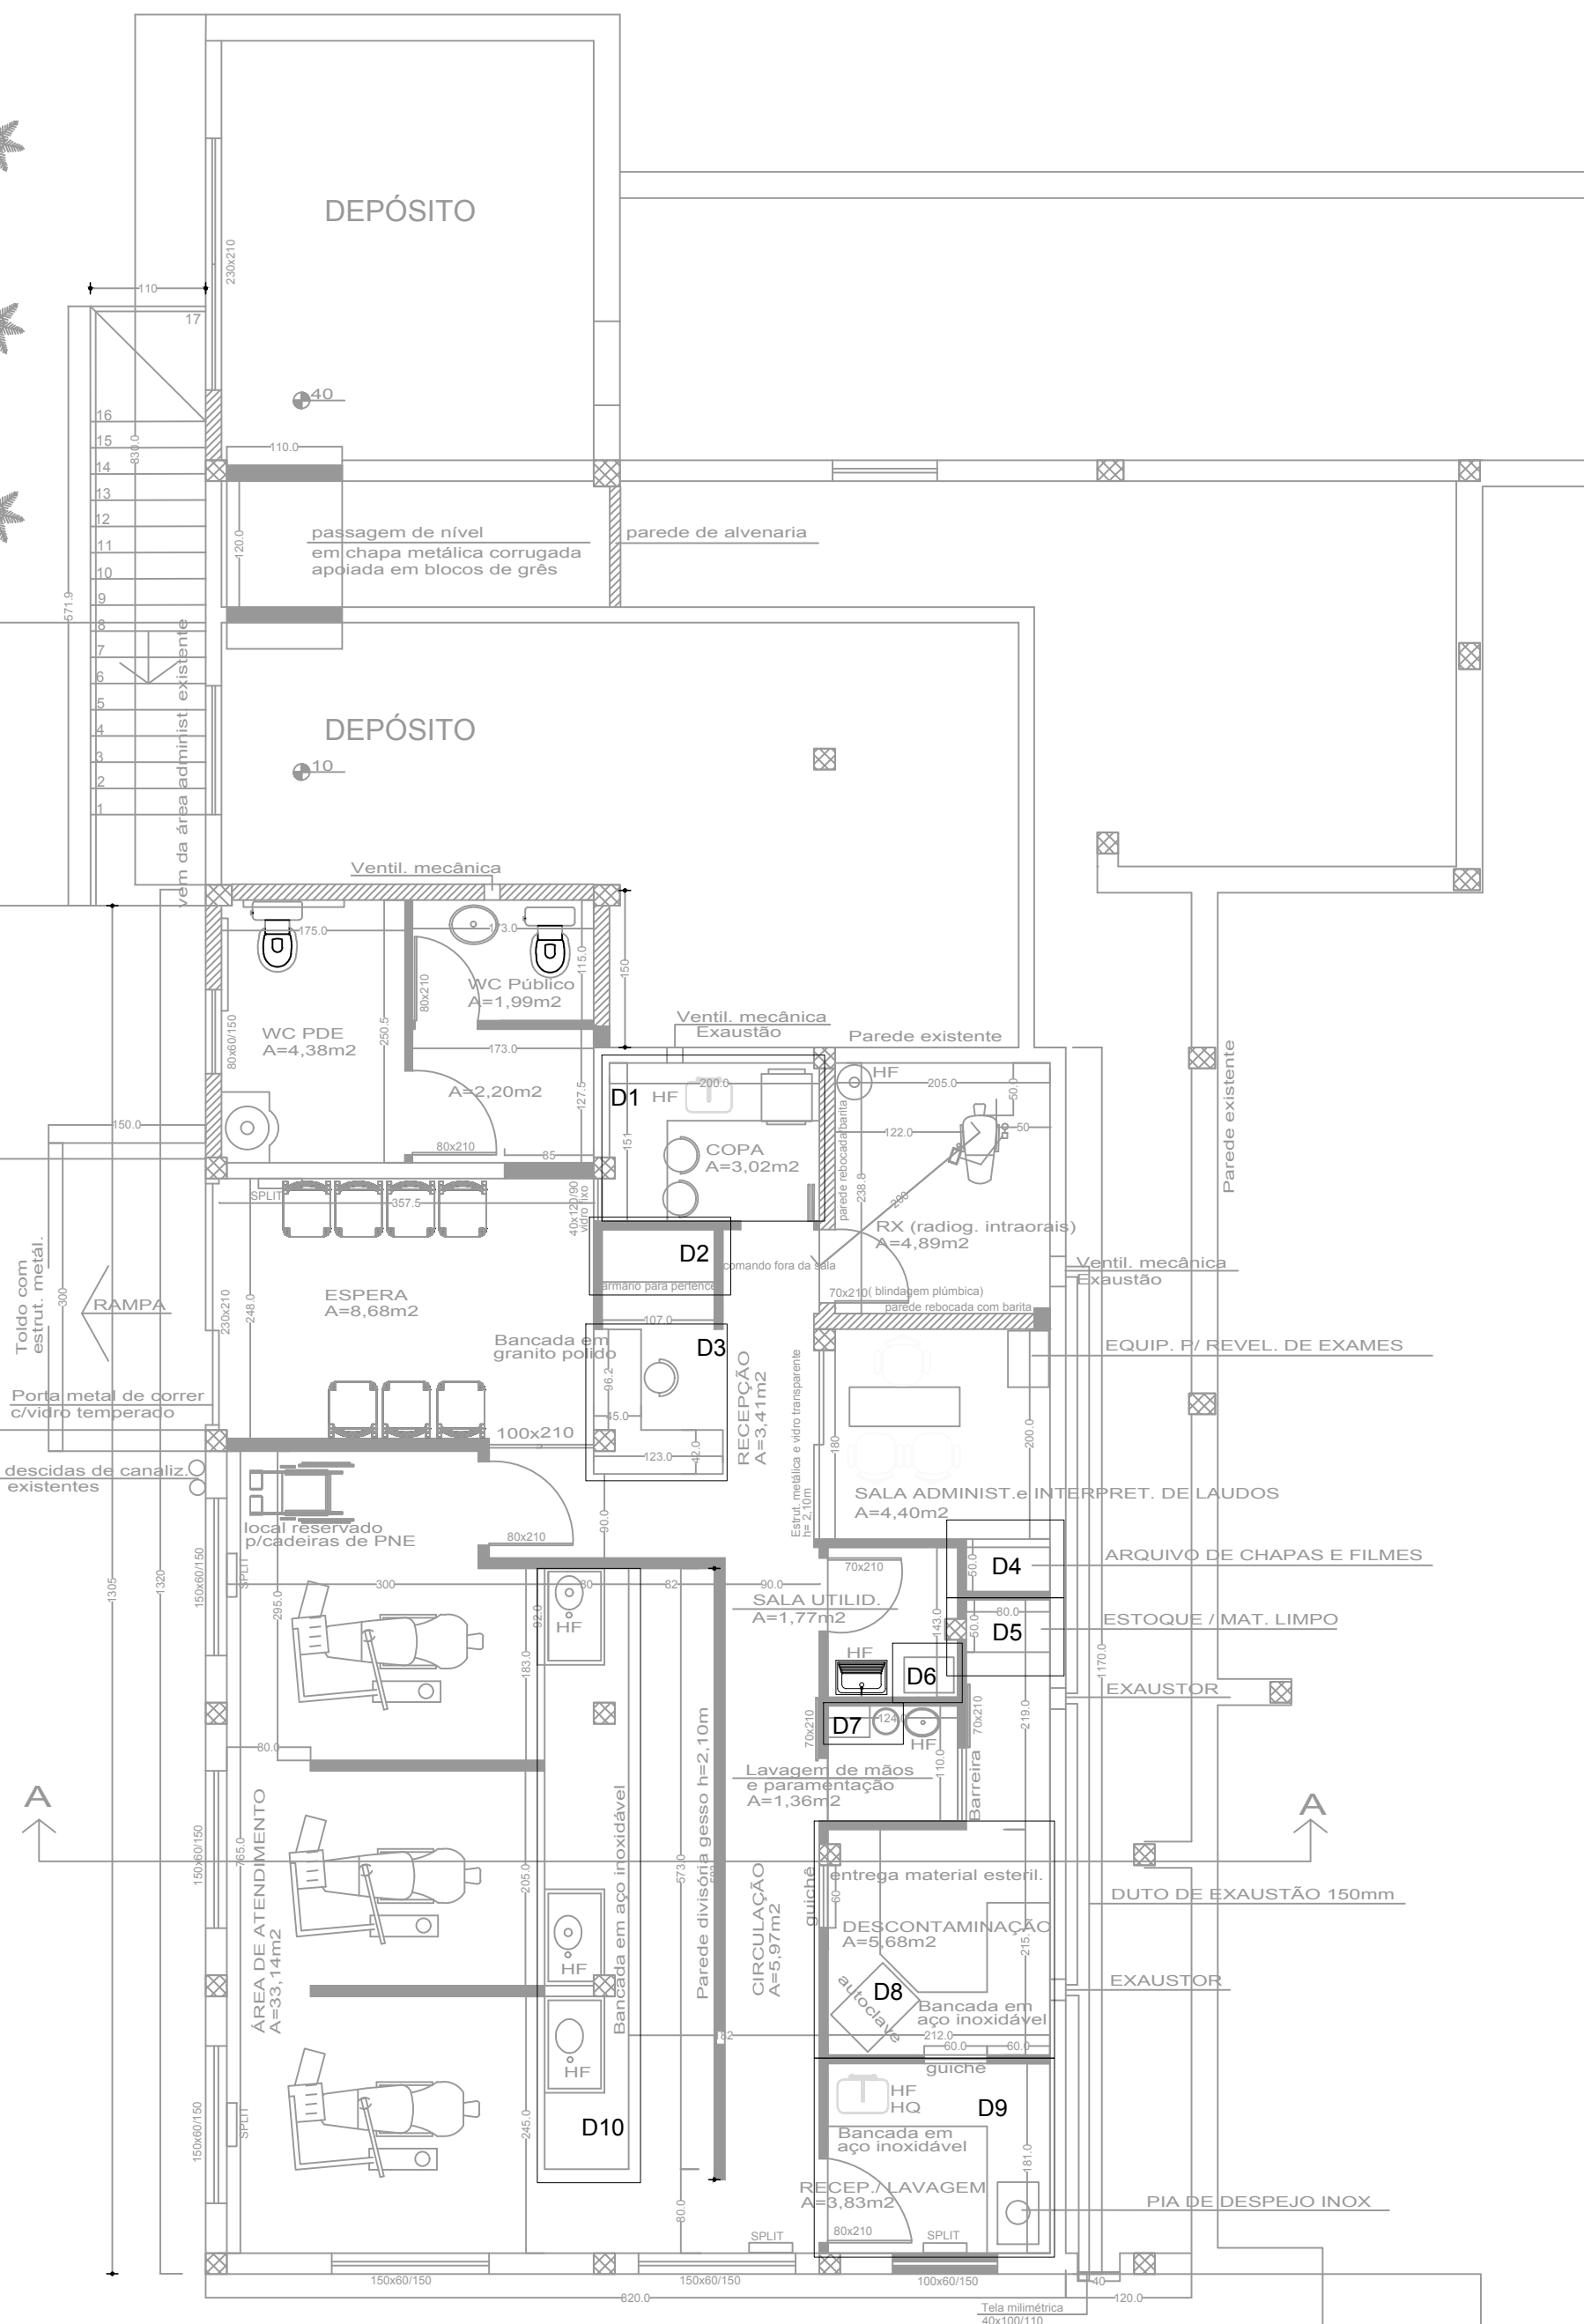 DEPÓSITO
230x210
110
17
40
16
15
830.0
110.0
14
13
12
11
10
9
8
7
6
5
4
3
2
1
120.0
passagem de nível
em chapa metálica corrugada
apoiada em blocos de grês
parede de alvenaria
571.9
vem da área administ. existente
DEPÓSITO
10
Ventil. mecânica
175.0
173.0
115.0
150
80x210
WC Público
A=1,99m2
WC PDE
A=4,38m2
80x60/150
250.5
173.0
A=2,20m2
127.5
80x210
85
Ventil. mecânica
Exaustão
Parede existente
Parede existente
D1
HF
200.0
151
COPA
A=3,02m2
HF
205.0
50.0
122.0
50
parede rebocada/barita
238.8
200
RX (radiog. intraorais)
A=4,89m2
150.0
SPLIT
357.5
40x120/90
vidro fixo
D2
armario para pertence
comando fora da sala
70x210
( blindagem plúmbica)
parede rebocada com barita
Ventil. mecânica
Exaustão
Toldo com
estrut. metál.
300
RAMPA
230x210
248.0
ESPERA
A=8,68m2
107.0
Bancada em
granito polido
D3
96.2
45.0
123.0
42.0
RECEPÇÃO
A=3,41m2
Estrut. metálica e vidro transparente
h= 2,10m
180
200.0
EQUIP. P/ REVEL. DE EXAMES
Porta metal de correr
c/vidro temperado
100x210
descidas de canaliz.
existentes
SALA ADMINIST.e INTERPRET. DE LAUDOS
A=4,40m2
local reservado
p/cadeiras de PNE
80x210
90.0
1305
1320
150x60/150
SPLIT
295.0
300
80
82
90.0
70x210
SALA UTILID.
A=1,77m2
143.0
50.0
D4
ARQUIVO DE CHAPAS E FILMES
80.0
50.0
D5
ESTOQUE / MAT. LIMPO
92.0
HF
183.0
HF
D6
1170.0
EXAUSTOR
D7
124.0
HF
70x210
70x210
219.0
80.0
Lavagem de mãos
e paramentação
A=1,36m2
110.0
Barreira
A
A
ÁREA DE ATENDIMENTO
A=33,14m2
150x60/150
765.0
205.0
HF
Bancada em aço inoxidável
573.0
Parede divisória gesso h=2,10m
CIRCULAÇÃO
A=5,97m2
guichê
60
entrega material esteril.
DESCONTAMINAÇÃO
A=5,68m2
215.
DUTO DE EXAUSTÃO 150mm
EXAUSTOR
D8
autoclave
Bancada em
aço inoxidável
212.0
60.0
60.0
guichê
182
HF
HF
HQ
D9
Bancada em
aço inoxidável
181.0
150x60/150
SPLIT
245.0
D10
80.0
RECEP./ LAVAGEM
A=3,83m2
80x210
SPLIT
SPLIT
PIA DE DESPEJO INOX
150x60/150
150x60/150
100x60/150
820.0
40
120.0
Tela milimétrica
40x100/110